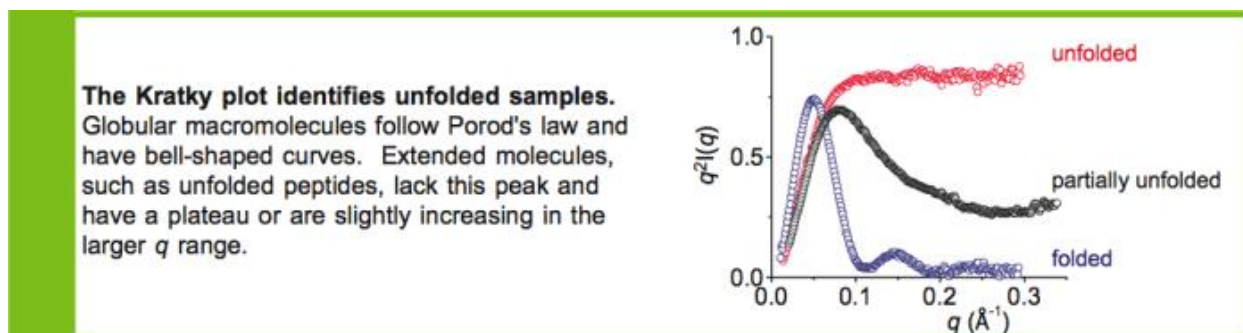 The Kratky plot identifies unfolded samples.
Globular macromolecules follow Porod's law and
have bell-shaped curves. Extended molecules,
such as unfolded peptides, lack this peak and
have a plateau or are slightly increasing in the
larger q range.
1.0
0.5
0.0
q²I(q)
unfolded
partially unfolded
folded
0.0 0.1 0.2 0.3
q (Å⁻¹)